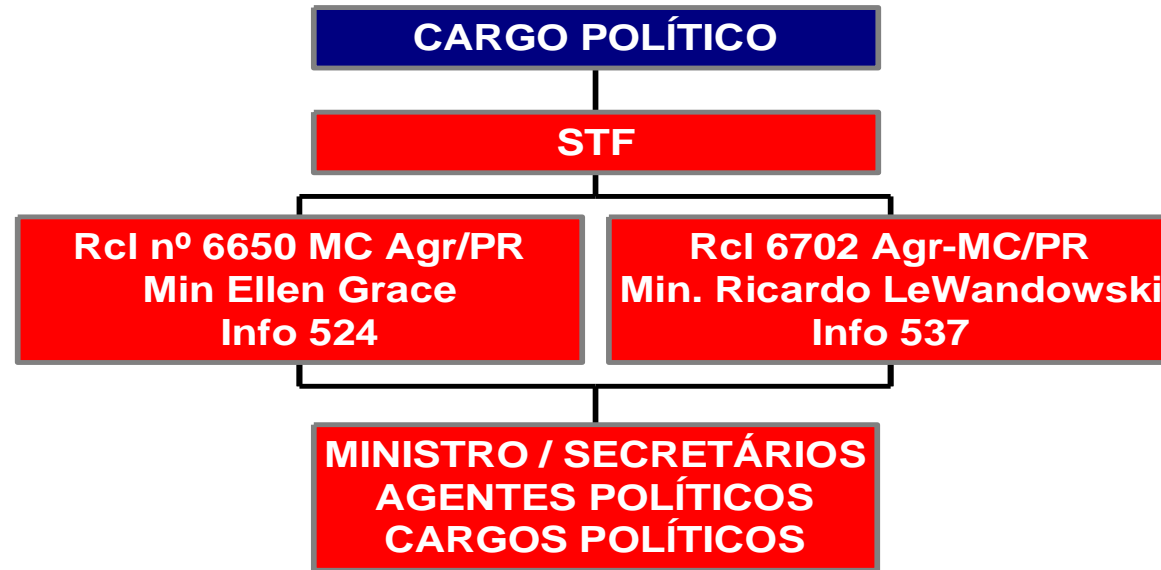 CARGO POLÍTICO
STF
Rcl nº 6650 MC Agr/PR
Min Ellen Grace
Info 524
Rcl 6702 Agr-MC/PR
Min. Ricardo LeWandowski
Info 537
MINISTRO / SECRETÁRIOS
AGENTES POLÍTICOS
CARGOS POLÍTICOS